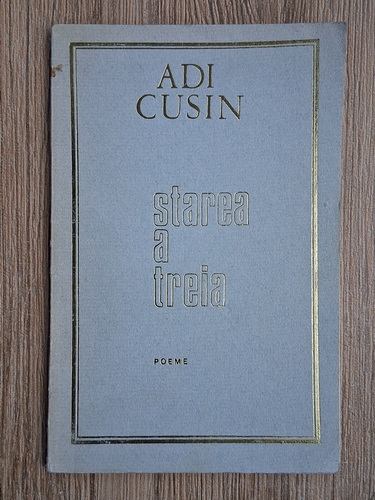 ADI
CUSIN
starea
a
treia
POEME